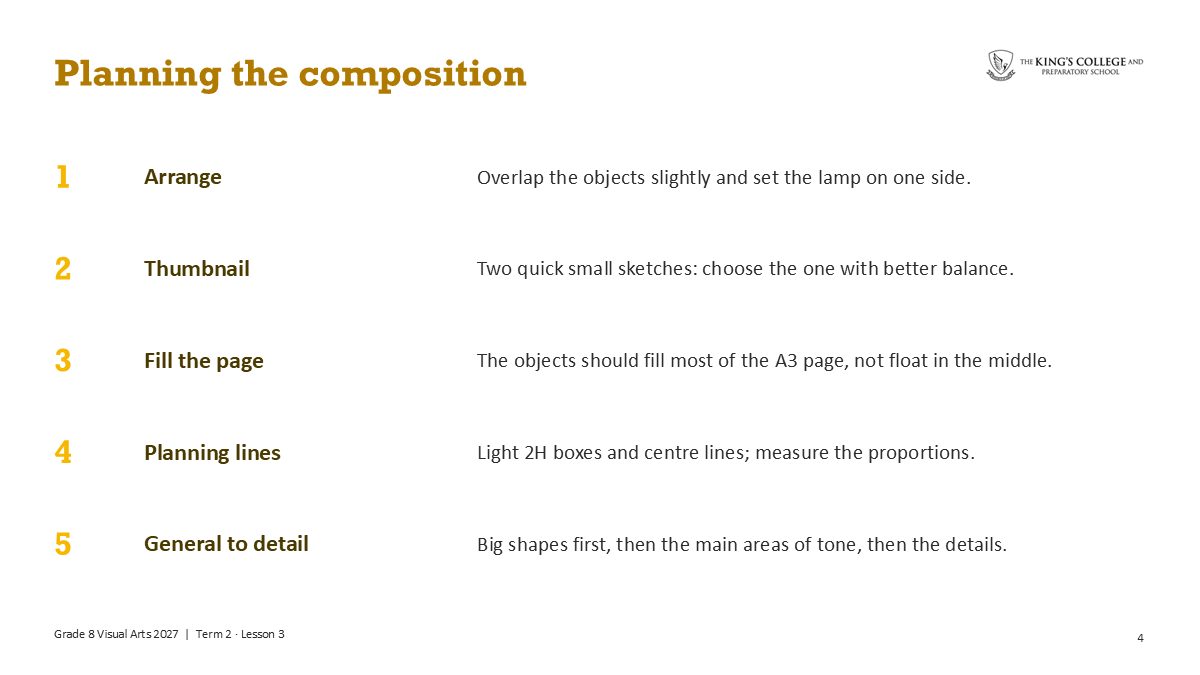 Planning the composition
THE KING'S COLLEGE AND
PREPARATORY SCHOOL
1 Arrange Overlap the objects slightly and set the lamp on one side.
2 Thumbnail Two quick small sketches: choose the one with better balance.
3 Fill the page The objects should fill most of the A3 page, not float in the middle.
4 Planning lines Light 2H boxes and centre lines; measure the proportions.
5 General to detail Big shapes first, then the main areas of tone, then the details.
Grade 8 Visual Arts 2027 | Term 2 · Lesson 3
4